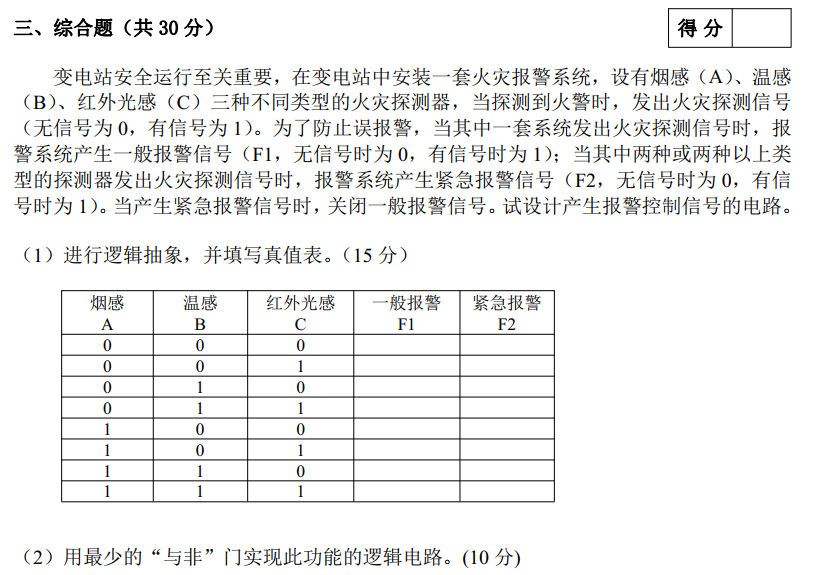 三、综合题（共 30 分）
得 分
变电站安全运行至关重要，在变电站中安装一套火灾报警系统，设有烟感（A）、温感
（B）、红外光感（C）三种不同类型的火灾探测器，当探测到火警时，发出火灾探测信号
（无信号为 0，有信号为 1）。为了防止误报警，当其中一套系统发出火灾探测信号时，报
警系统产生一般报警信号（F1，无信号时为 0，有信号时为 1）；当其中两种或两种以上类
型的探测器发出火灾探测信号时，报警系统产生紧急报警信号（F2，无信号时为 0，有信
号时为 1）。当产生紧急报警信号时，关闭一般报警信号。试设计产生报警控制信号的电路。
（1）进行逻辑抽象，并填写真值表。（15 分）
烟感 温感 红外光感 一般报警 紧急报警
A B C F1 F2
0 0 0
0 0 1
0 1 0
0 1 1
1 0 0
1 0 1
1 1 0
1 1 1
（2）用最少的“与非”门实现此功能的逻辑电路。(10 分)